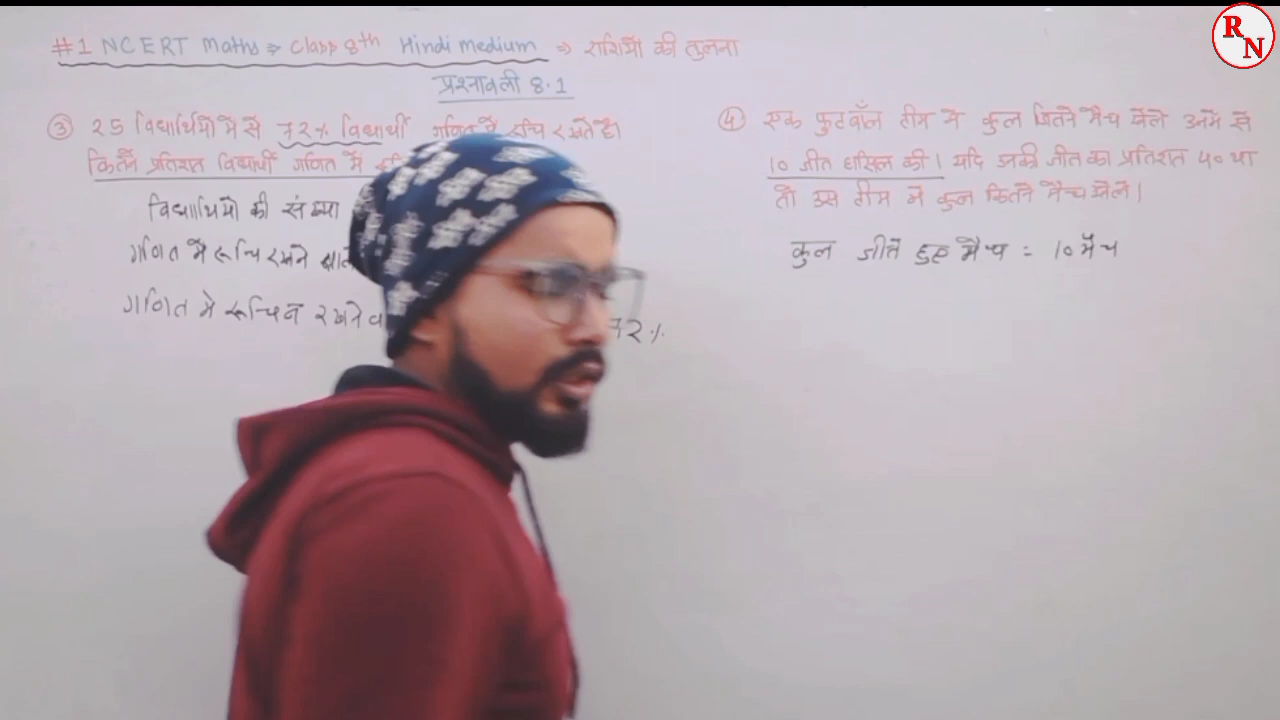 #1 NCERT Maths ⇒ Class 8th Hindi medium ⇒ राशियों की तुलना
प्रश्नावली 8.1
③ 25 विद्यार्थियों में से 72% विद्यार्थी गणित में रुचि रखते है।
कितने प्रतिशत विद्यार्थी गणित में
विद्यार्थियों की संख्या
गणित में रूचि रखने वाले
गणित मे रूचि न रखने 72%
④ एक फुटबॉल टीम ने कुल जितने मैच खेले उनमें से
10 जीत हासिल की। यदि उनकी जीत का प्रतिशत 40 था
तो उस टीम ने कुल कितने मैच खेले।
कुल जीते हुए मैच = 10 मैच
RN